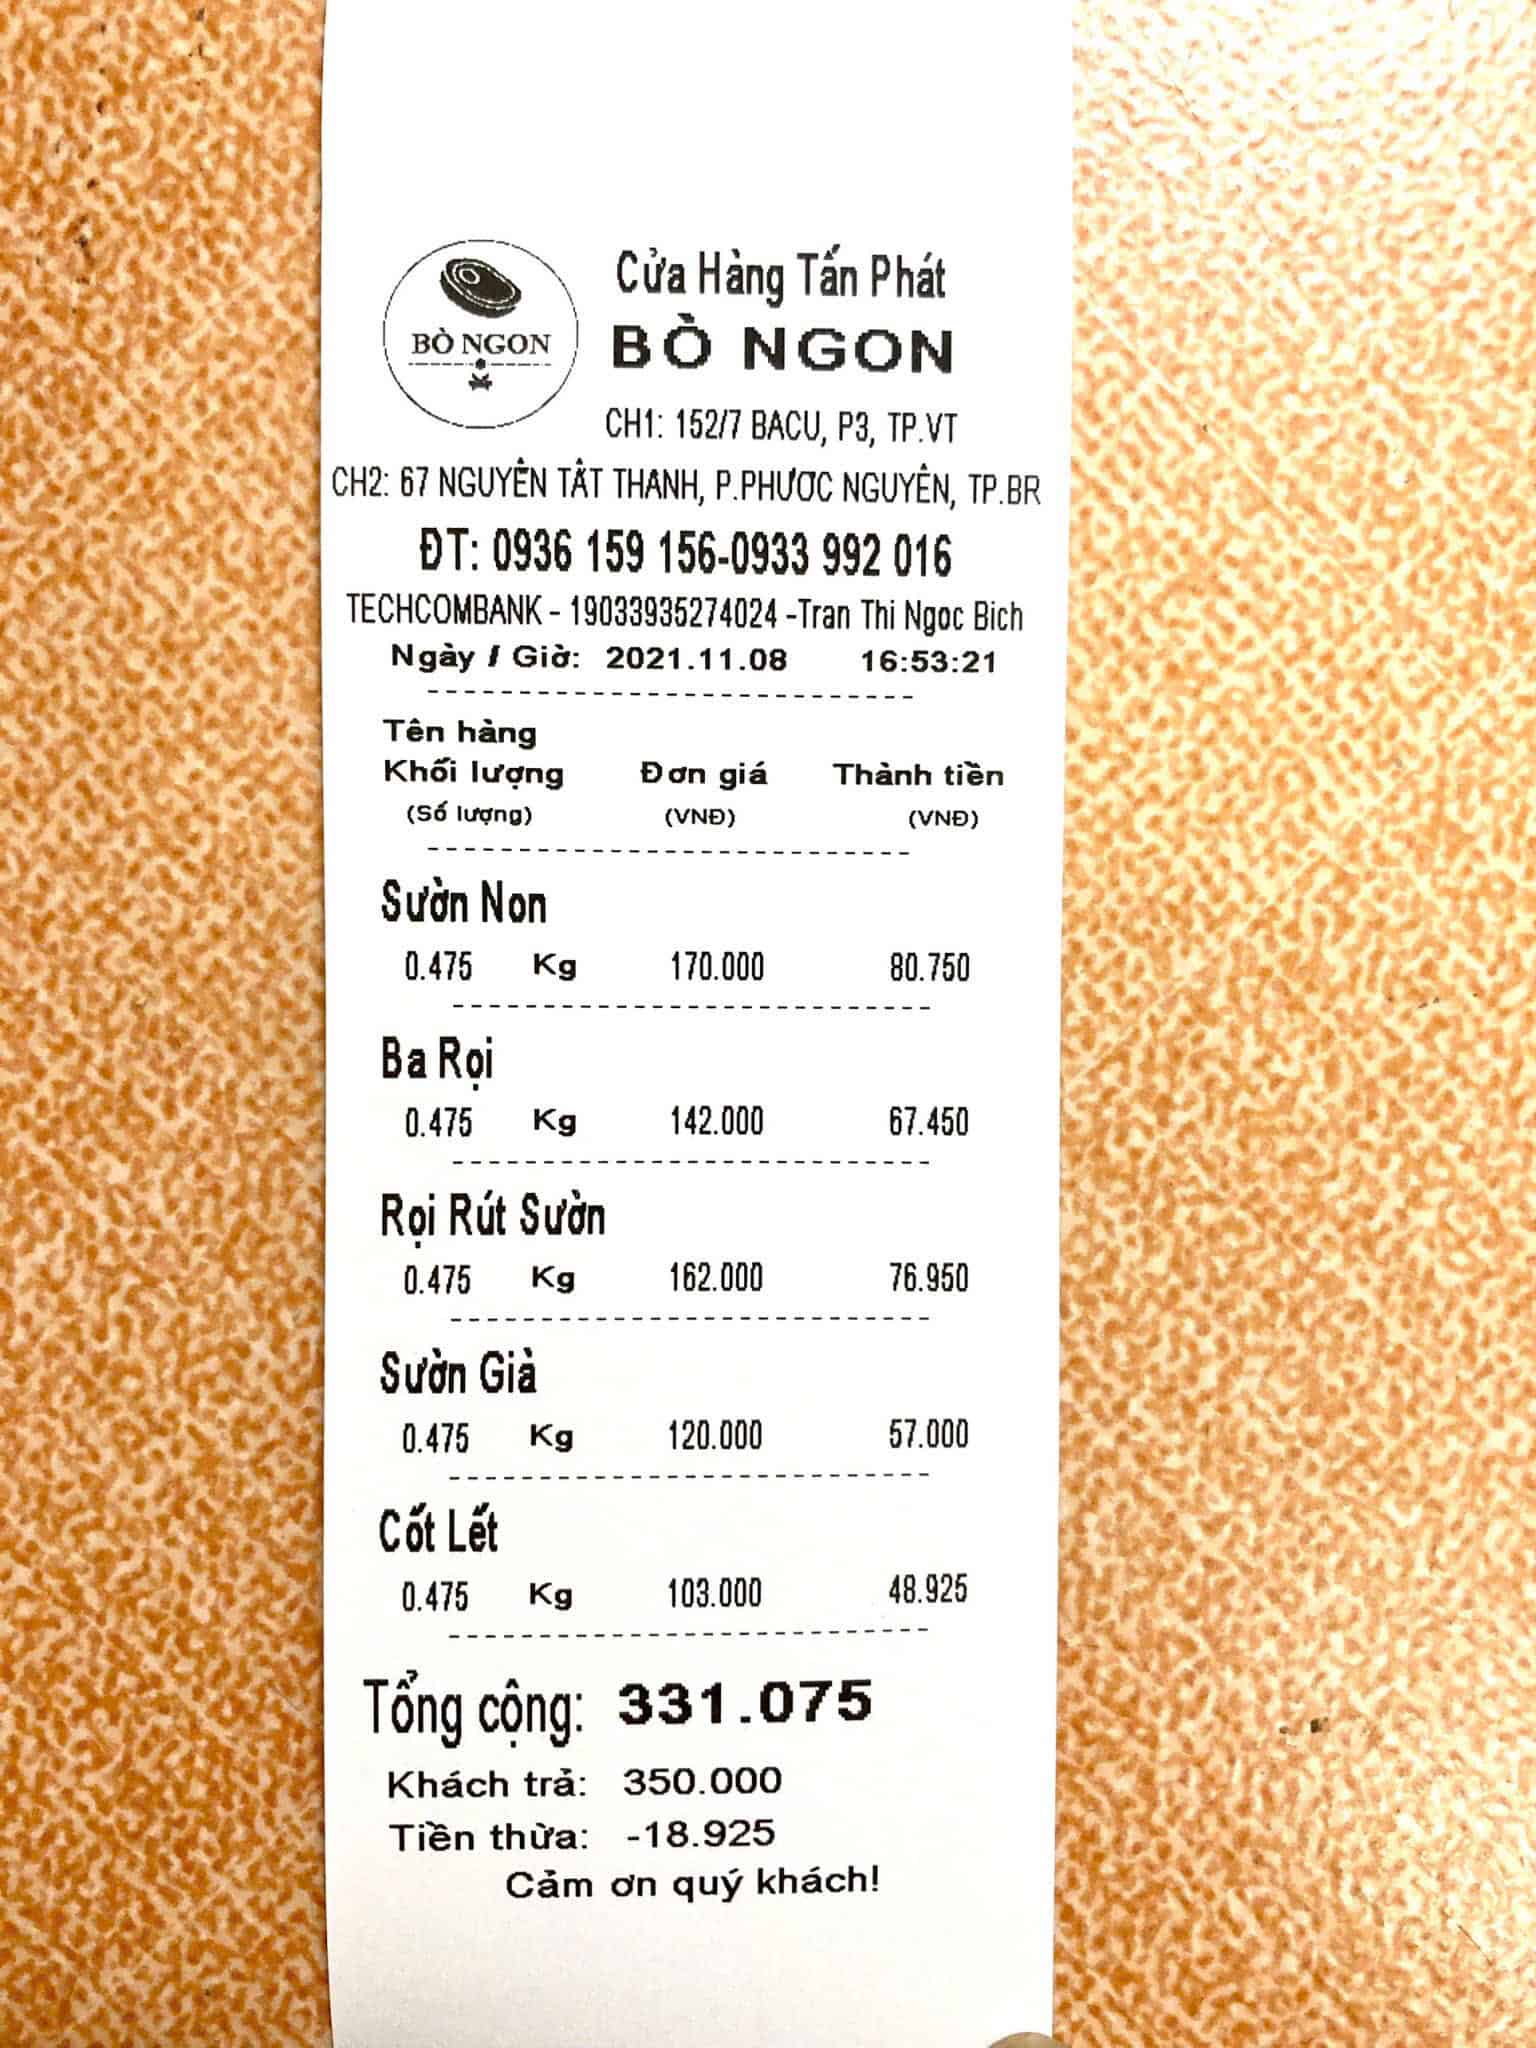 BÒ NGON
Cửa Hàng Tấn Phát
BÒ NGON
CH1: 152/7 BACU, P3, TP.VT
CH2: 67 NGUYÊN TÂT THANH, P.PHƯƠC NGUYÊN, TP.BR
ĐT: 0936 159 156-0933 992 016
TECHCOMBANK - 19033935274024 -Tran Thi Ngoc Bich
Ngày / Giờ: 2021.11.08 16:53:21
Tên hàng
Khối lượng Đơn giá Thành tiền
(Số lượng) (VNĐ) (VNĐ)
Sườn Non
0.475 Kg 170.000 80.750
Ba Rọi
0.475 Kg 142.000 67.450
Rọi Rút Sườn
0.475 Kg 162.000 76.950
Sườn Già
0.475 Kg 120.000 57.000
Cốt Lết
0.475 Kg 103.000 48.925
Tổng cộng: 331.075
Khách trả: 350.000
Tiền thừa: -18.925
Cảm ơn quý khách!